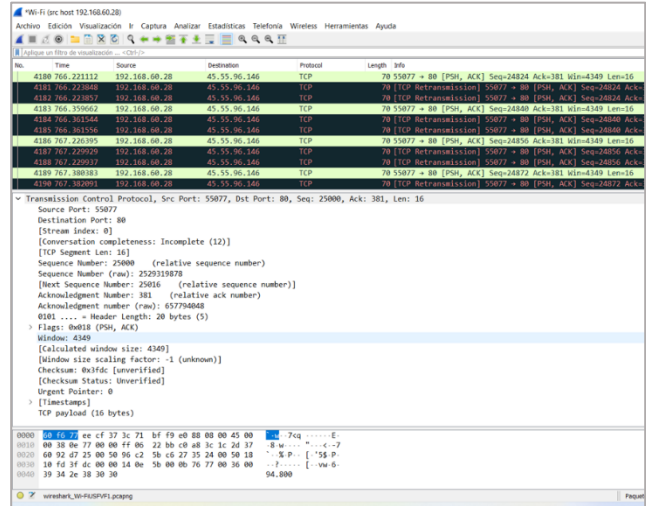 *Wi-Fi (src host 192.168.60.28)
Archivo Edición Visualización Ir Captura Analizar Estadísticas Telefonía Wireless Herramientas Ayuda
Aplique un filtro de visualización ... <Ctrl-/>
No. Time Source Destination Protocol Length Info
4180 766.221112 192.168.60.28 45.55.96.146 TCP 70 55077 → 80 [PSH, ACK] Seq=24824 Ack=381 Win=4349 Len=16
4181 766.223848 192.168.60.28 45.55.96.146 TCP 70 [TCP Retransmission] 55077 → 80 [PSH, ACK] Seq=24824 Ack=
4182 766.223857 192.168.60.28 45.55.96.146 TCP 70 [TCP Retransmission] 55077 → 80 [PSH, ACK] Seq=24824 Ack=
4183 766.359662 192.168.60.28 45.55.96.146 TCP 70 55077 → 80 [PSH, ACK] Seq=24840 Ack=381 Win=4349 Len=16
4184 766.361544 192.168.60.28 45.55.96.146 TCP 70 [TCP Retransmission] 55077 → 80 [PSH, ACK] Seq=24840 Ack=
4185 766.361556 192.168.60.28 45.55.96.146 TCP 70 [TCP Retransmission] 55077 → 80 [PSH, ACK] Seq=24840 Ack=
4186 767.226395 192.168.60.28 45.55.96.146 TCP 70 55077 → 80 [PSH, ACK] Seq=24856 Ack=381 Win=4349 Len=16
4187 767.229929 192.168.60.28 45.55.96.146 TCP 70 [TCP Retransmission] 55077 → 80 [PSH, ACK] Seq=24856 Ack=
4188 767.229937 192.168.60.28 45.55.96.146 TCP 70 [TCP Retransmission] 55077 → 80 [PSH, ACK] Seq=24856 Ack=
4189 767.380383 192.168.60.28 45.55.96.146 TCP 70 55077 → 80 [PSH, ACK] Seq=24872 Ack=381 Win=4349 Len=16
4190 767.382091 192.168.60.28 45.55.96.146 TCP 70 [TCP Retransmission] 55077 → 80 [PSH, ACK] Seq=24872 Ack=
Transmission Control Protocol, Src Port: 55077, Dst Port: 80, Seq: 25000, Ack: 381, Len: 16
Source Port: 55077
Destination Port: 80
[Stream index: 0]
[Conversation completeness: Incomplete (12)]
[TCP Segment Len: 16]
Sequence Number: 25000 (relative sequence number)
Sequence Number (raw): 2529319878
[Next Sequence Number: 25016 (relative sequence number)]
Acknowledgment Number: 381 (relative ack number)
Acknowledgment number (raw): 657794048
0101 .... = Header Length: 20 bytes (5)
Flags: 0x018 (PSH, ACK)
Window: 4349
[Calculated window size: 4349]
[Window size scaling factor: -1 (unknown)]
Checksum: 0x3fdc [unverified]
[Checksum Status: Unverified]
Urgent Pointer: 0
[Timestamps]
TCP payload (16 bytes)
0000 60 f6 77 ee cf 37 3c 71 bf f9 e0 88 08 00 45 00 `·w··7<q ······E·
0010 00 38 0e 77 00 00 ff 06 22 bb c0 a8 3c 1c 2d 37 ·8·w···· "···<·-7
0020 60 92 d7 25 00 50 96 c2 5b c6 27 35 24 00 50 18 `··%·P·· [·'5$·P·
0030 10 fd 3f dc 00 00 14 0e 5b 00 0b 76 77 00 36 00 ··?····· [··vw·6·
0040 39 34 2e 38 30 30 94.800
wireshark_Wi-FiUSPVF1.pcapng
Paquet